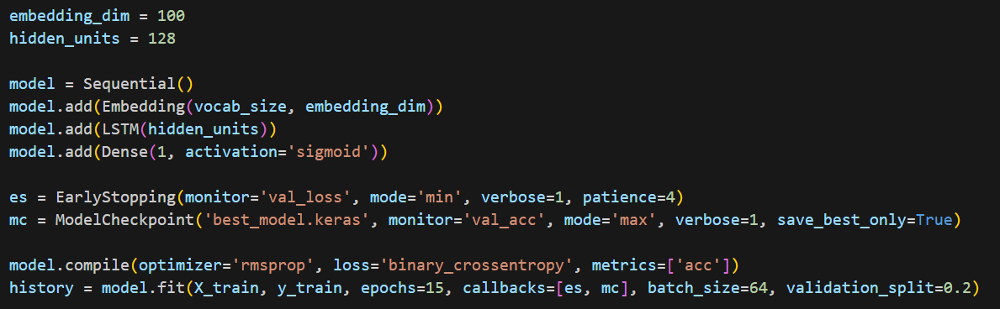 embedding_dim = 100
hidden_units = 128
model = Sequential()
model.add(Embedding(vocab_size, embedding_dim))
model.add(LSTM(hidden_units))
model.add(Dense(1, activation='sigmoid'))
es = EarlyStopping(monitor='val_loss', mode='min', verbose=1, patience=4)
mc = ModelCheckpoint('best_model.keras', monitor='val_acc', mode='max', verbose=1, save_best_only=True)
model.compile(optimizer='rmsprop', loss='binary_crossentropy', metrics=['acc'])
history = model.fit(X_train, y_train, epochs=15, callbacks=[es, mc], batch_size=64, validation_split=0.2)